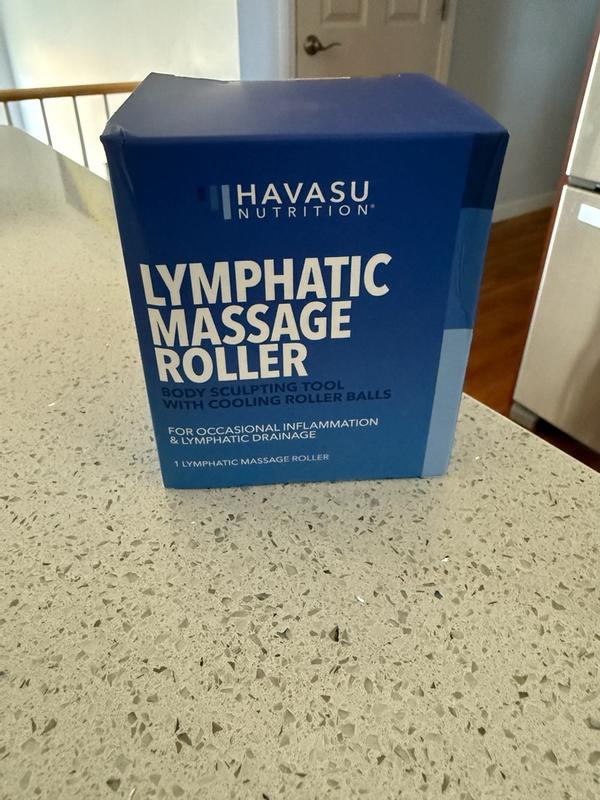 HAVASU
NUTRITION®
LYMPHATIC
MASSAGE
ROLLER
BODY SCULPTING TOOL
WITH COOLING ROLLER BALLS
FOR OCCASIONAL INFLAMMATION
& LYMPHATIC DRAINAGE
1 LYMPHATIC MASSAGE ROLLER